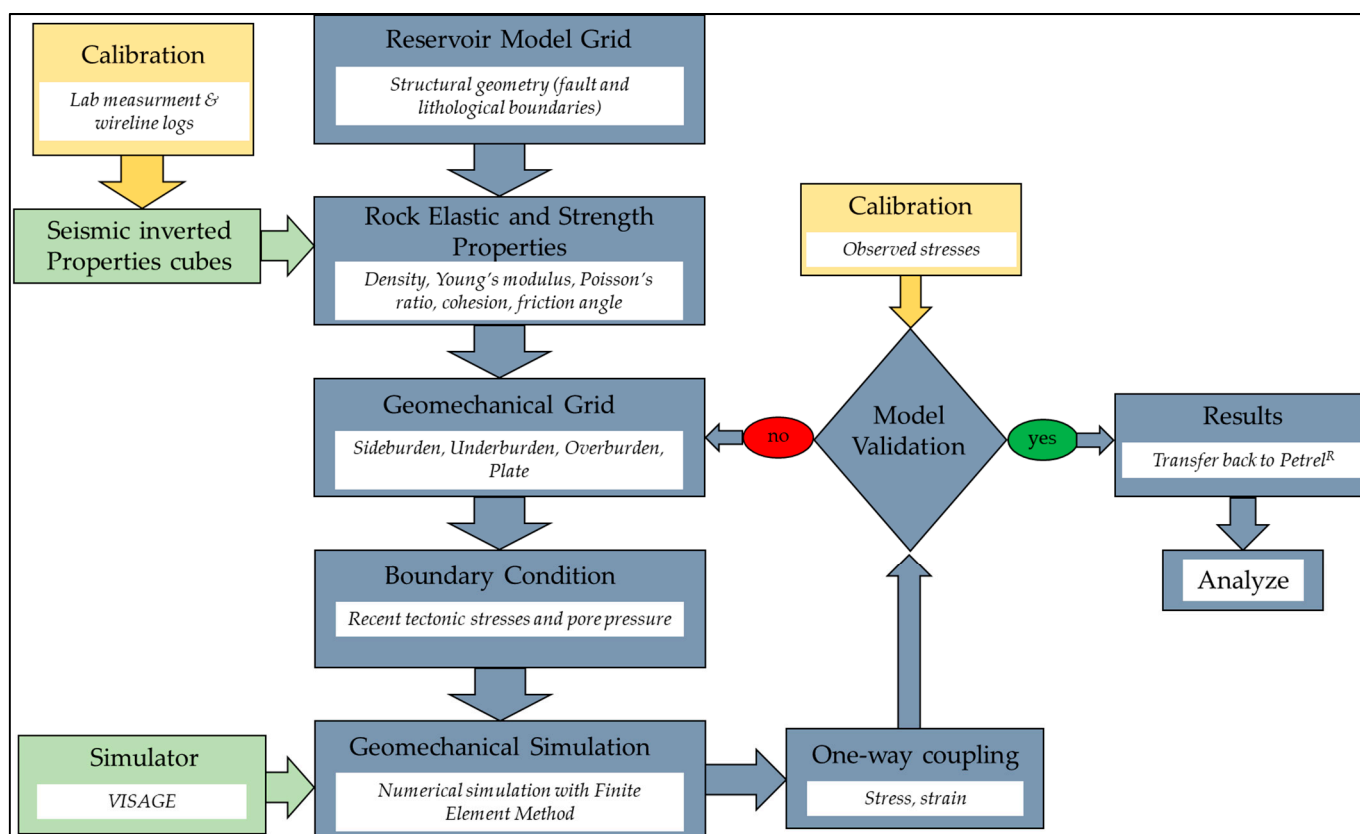 Calibration
Lab measurment &
wireline logs
Reservoir Model Grid
Structural geometry (fault and
lithological boundaries)
Seismic inverted
Properties cubes
Rock Elastic and Strength
Properties
Density, Young's modulus, Poisson's
ratio, cohesion, friction angle
Calibration
Observed stresses
Geomechanical Grid
Sideburden, Underburden, Overburden,
Plate
no
Model
Validation
yes
Results
Transfer back to Petrel^R
Analyze
Boundary Condition
Recent tectonic stresses and pore pressure
Simulator
VISAGE
Geomechanical Simulation
Numerical simulation with Finite
Element Method
One-way coupling
Stress, strain